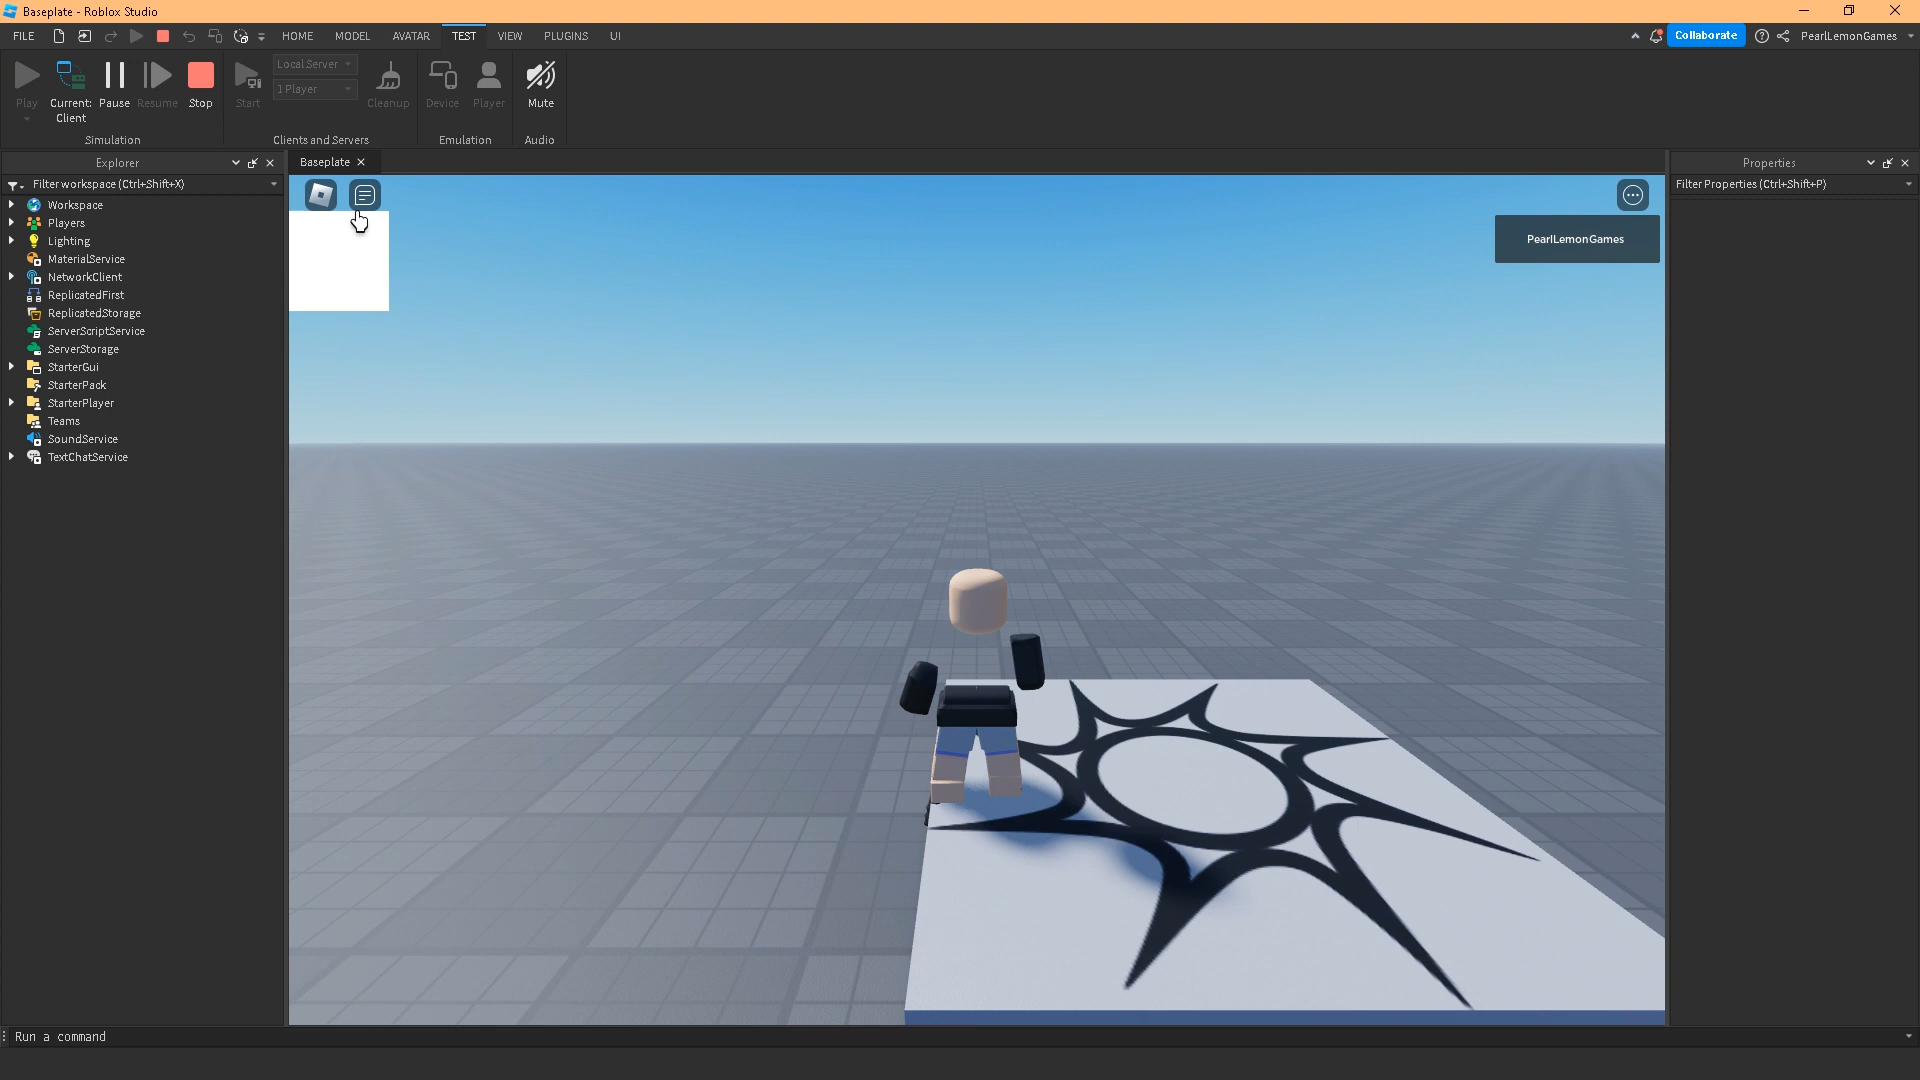 Baseplate - Roblox Studio
FILE HOME MODEL AVATAR TEST VIEW PLUGINS UI Collaborate PearlLemonGames
Play Current: Client Pause Resume Stop
Simulation
Local Server
1 Player
Start Cleanup
Clients and Servers
Device Player
Emulation
Mute
Audio
Explorer
Filter workspace (Ctrl+Shift+X)
Workspace
Players
Lighting
MaterialService
NetworkClient
ReplicatedFirst
ReplicatedStorage
ServerScriptService
ServerStorage
StarterGui
StarterPack
StarterPlayer
Teams
SoundService
TextChatService
Baseplate
PearlLemonGames
Properties
Filter Properties (Ctrl+Shift+P)
Run a command